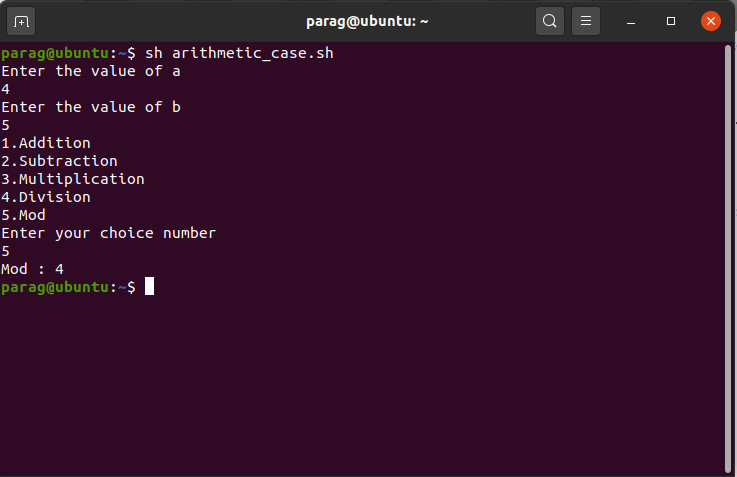 parag@ubuntu: ~
parag@ubuntu:~$ sh arithmetic_case.sh
Enter the value of a
4
Enter the value of b
5
1.Addition
2.Subtraction
3.Multiplication
4.Division
5.Mod
Enter your choice number
5
Mod : 4
parag@ubuntu:~$